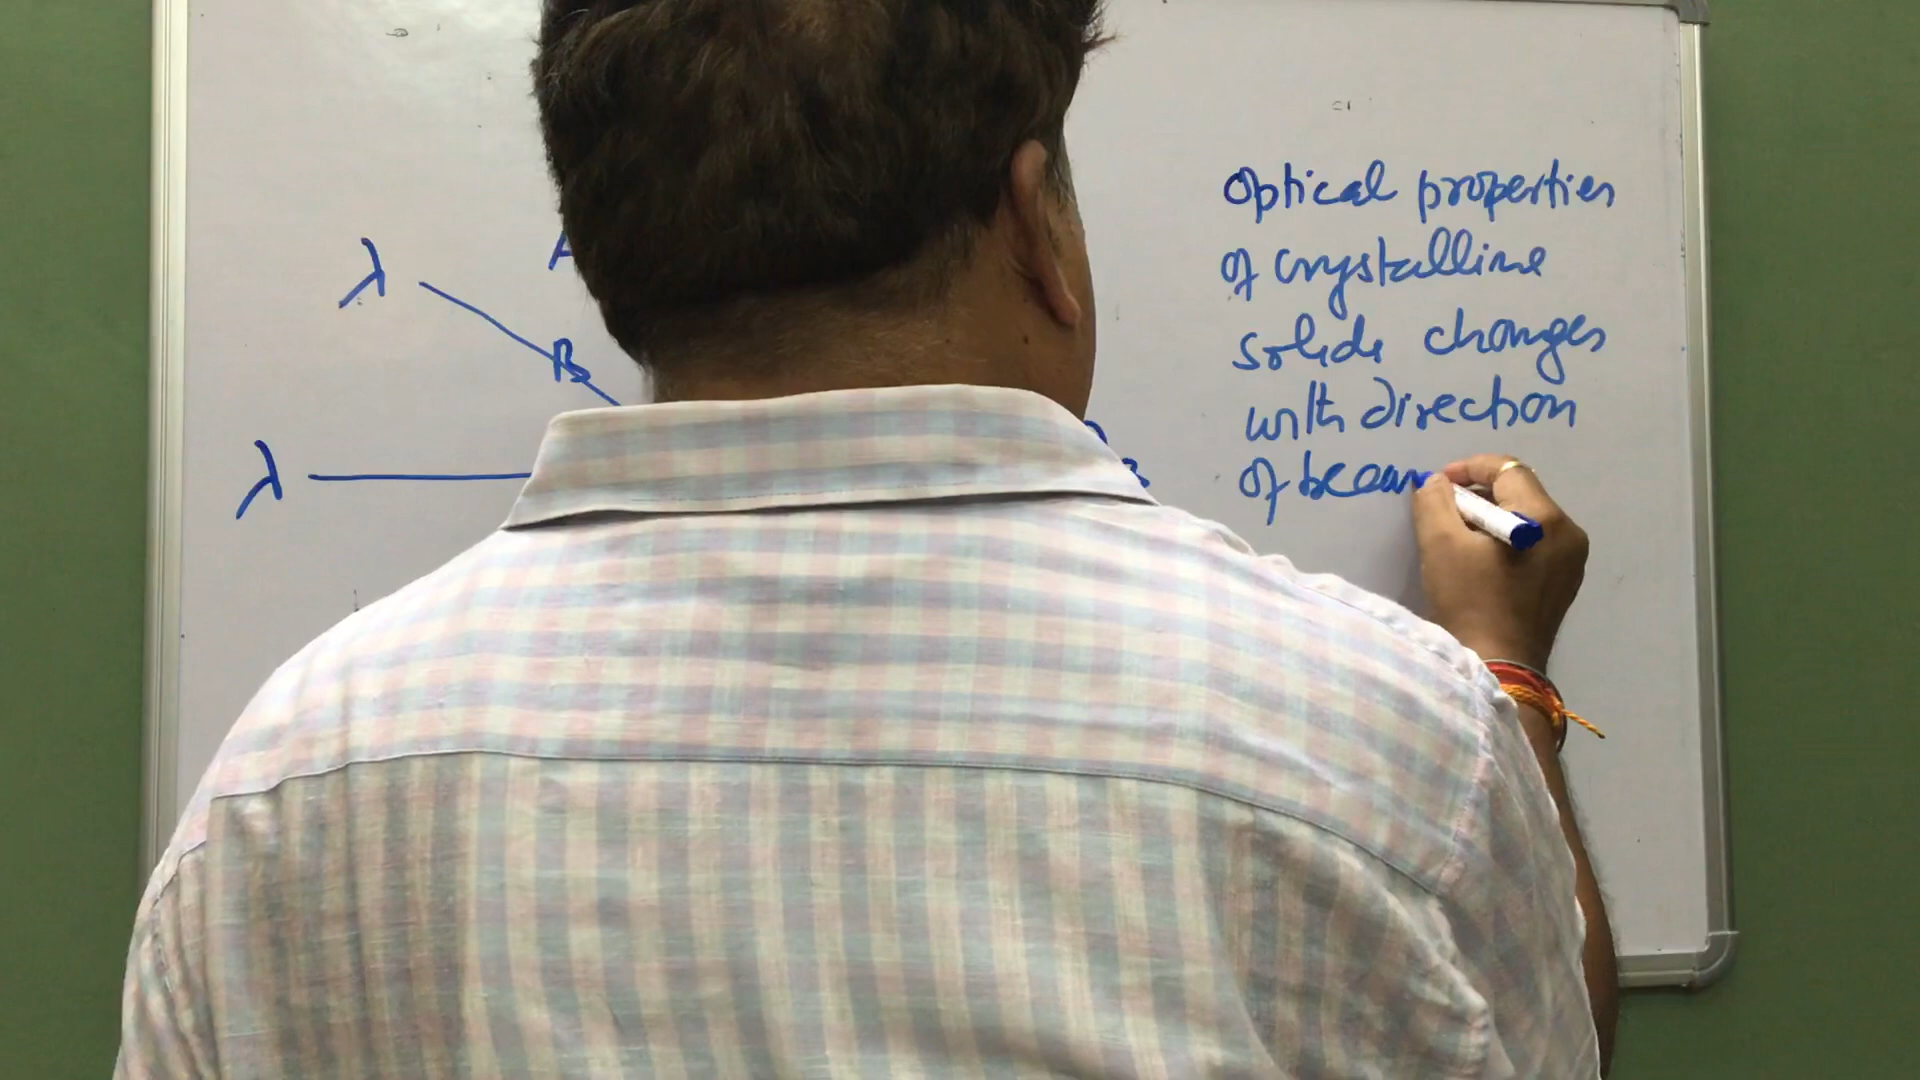 λ
A
B
λ
Optical properties
of crystalline
solids changes
with direction
of beam